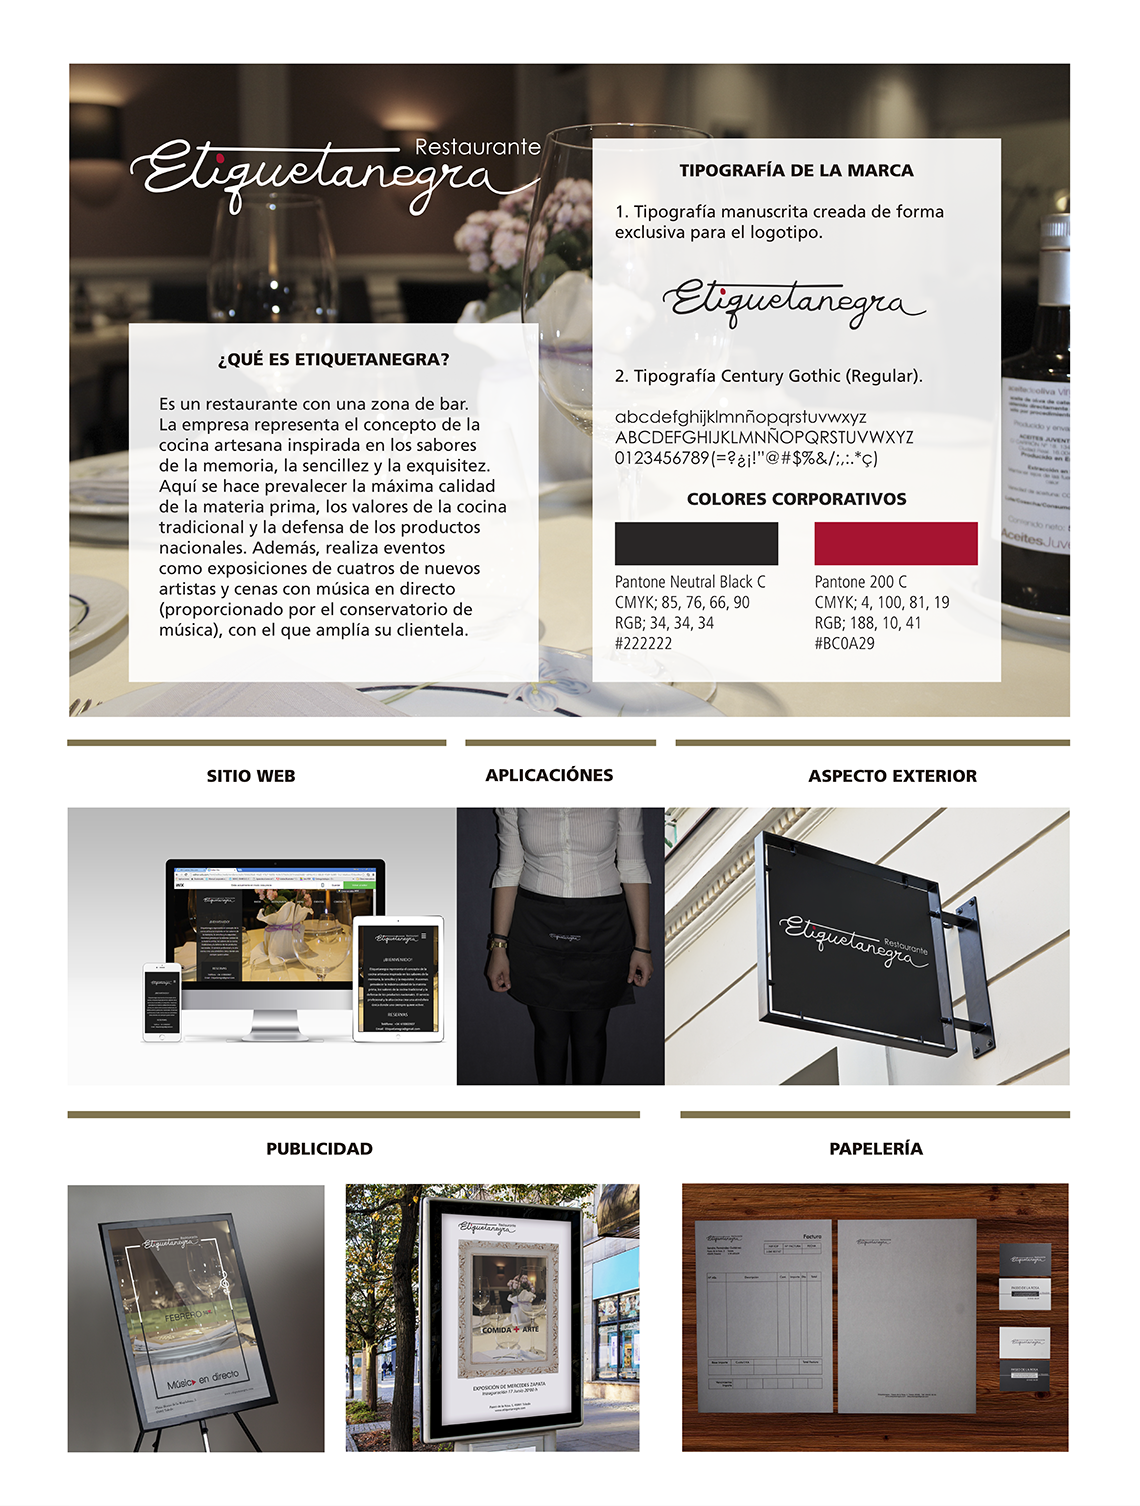 Restaurante
Etiquetanegra
¿QUÉ ES ETIQUETANEGRA?
Es un restaurante con una zona de bar.
La empresa representa el concepto de la
cocina artesana inspirada en los sabores
de la memoria, la sencillez y la exquisitez.
Aquí se hace prevalecer la máxima calidad
de la materia prima, los valores de la cocina
tradicional y la defensa de los productos
nacionales. Además, realiza eventos
como exposiciones de cuatros de nuevos
artistas y cenas con música en directo
(proporcionado por el conservatorio de
música), con el que amplía su clientela.
TIPOGRAFÍA DE LA MARCA
1. Tipografía manuscrita creada de forma
exclusiva para el logotipo.
Etiquetanegra
2. Tipografía Century Gothic (Regular).
abcdefghijklmnñopqrstuvwxyz
ABCDEFGHIJKLMNÑOPQRSTUVWXYZ
0123456789(=?¿¡!"@#$%&/;,:.*ç)
COLORES CORPORATIVOS
Pantone Neutral Black C
CMYK; 85, 76, 66, 90
RGB; 34, 34, 34
#222222
Pantone 200 C
CMYK; 4, 100, 81, 19
RGB; 188, 10, 41
#BC0A29
SITIO WEB
APLICACIÓNES
ASPECTO EXTERIOR
Etiquetanegra
¡BIENVENIDO!
RESERVAS
Restaurante
Etiquetanegra
PUBLICIDAD
PAPELERÍA
Restaurante
Etiquetanegra
FEBRERO
Música en directo
Restaurante
Etiquetanegra
COMIDA + ARTE
EXPOSICIÓN DE MERCEDES ZAPATA
Inauguración 17 Junio
Factura